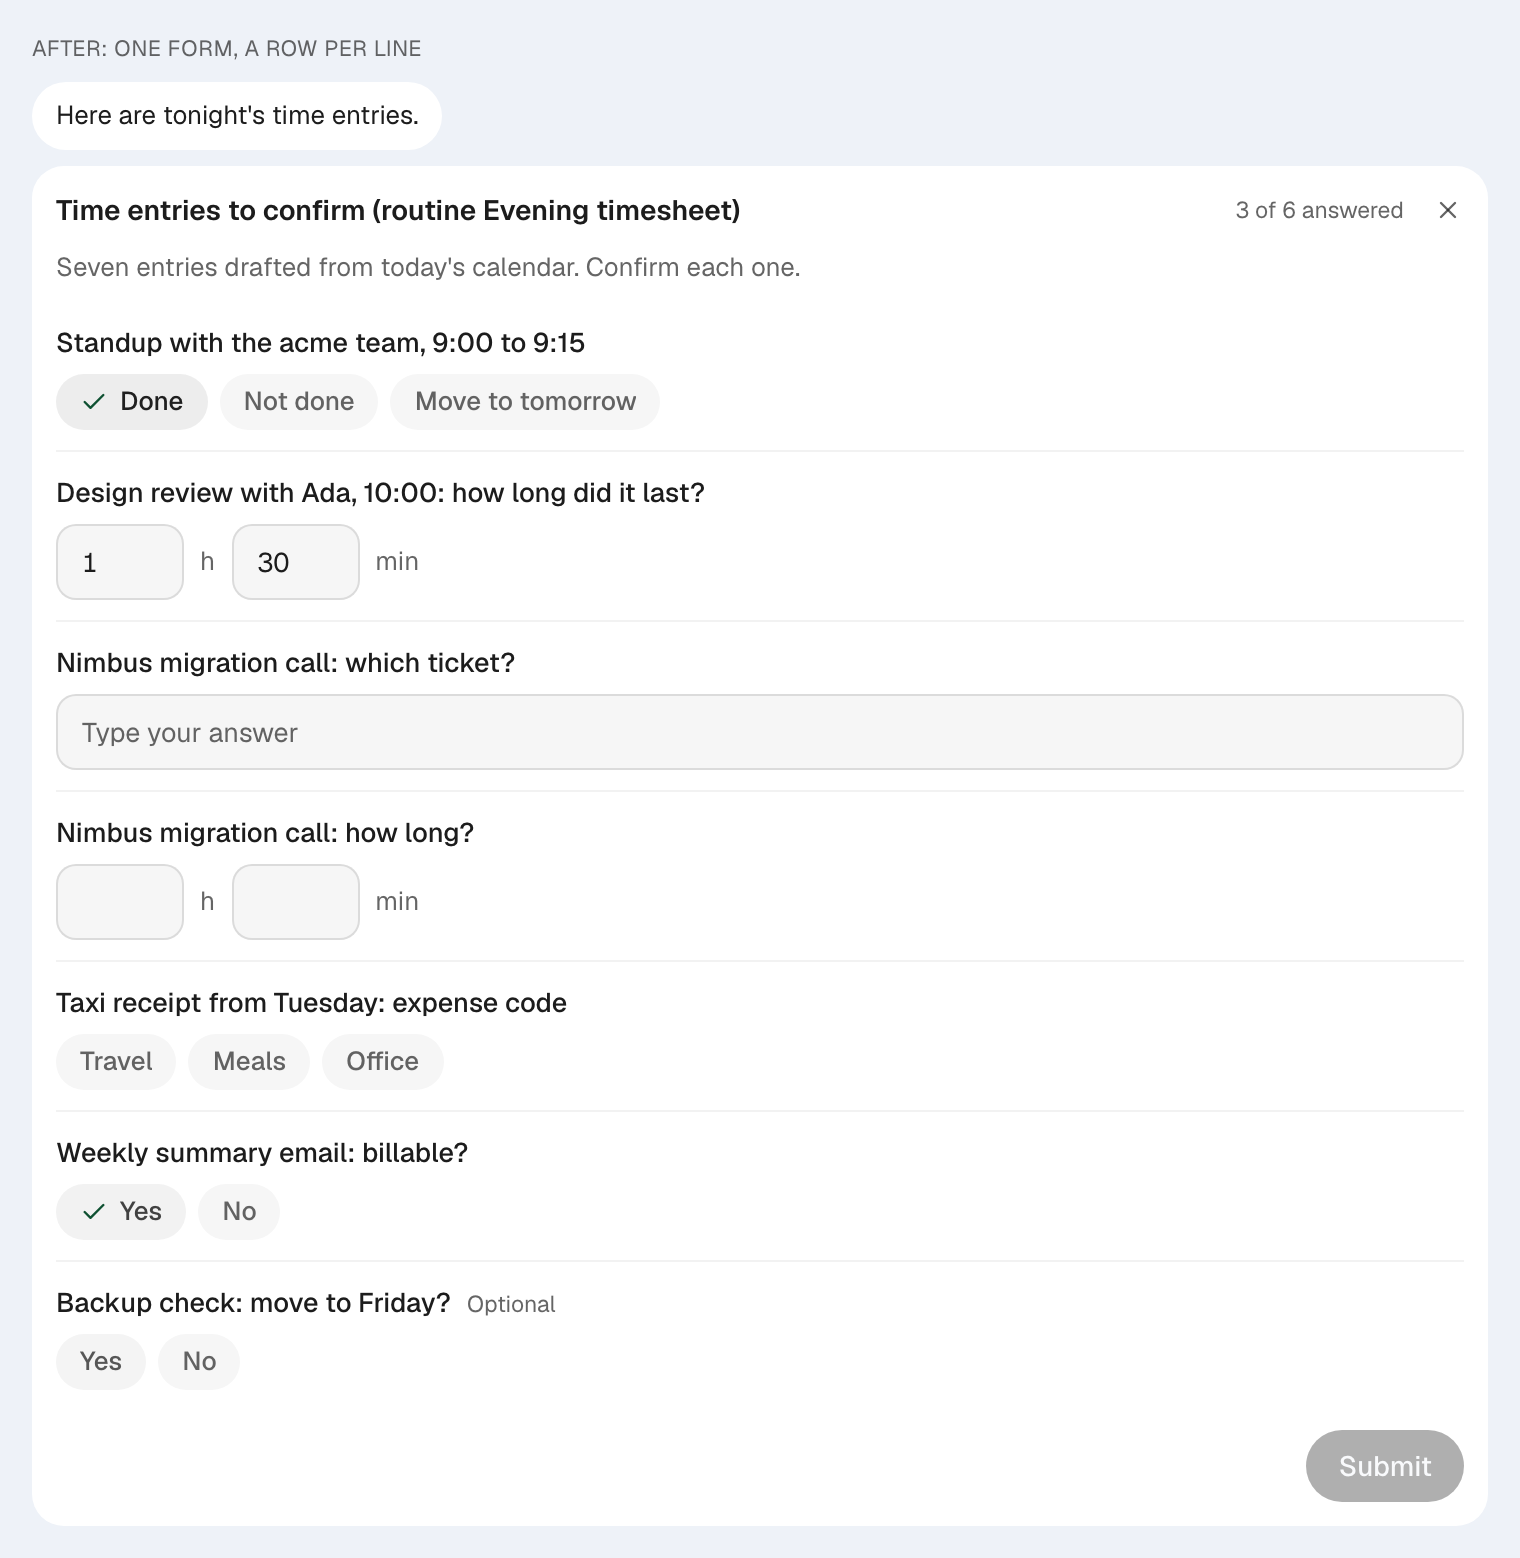 AFTER: ONE FORM, A ROW PER LINE
Here are tonight's time entries.
Time entries to confirm (routine Evening timesheet)
3 of 6 answered
Seven entries drafted from today's calendar. Confirm each one.
Standup with the acme team, 9:00 to 9:15
Done Not done Move to tomorrow
Design review with Ada, 10:00: how long did it last?
1 h 30 min
Nimbus migration call: which ticket?
Type your answer
Nimbus migration call: how long?
h min
Taxi receipt from Tuesday: expense code
Travel Meals Office
Weekly summary email: billable?
Yes No
Backup check: move to Friday? Optional
Yes No
Submit